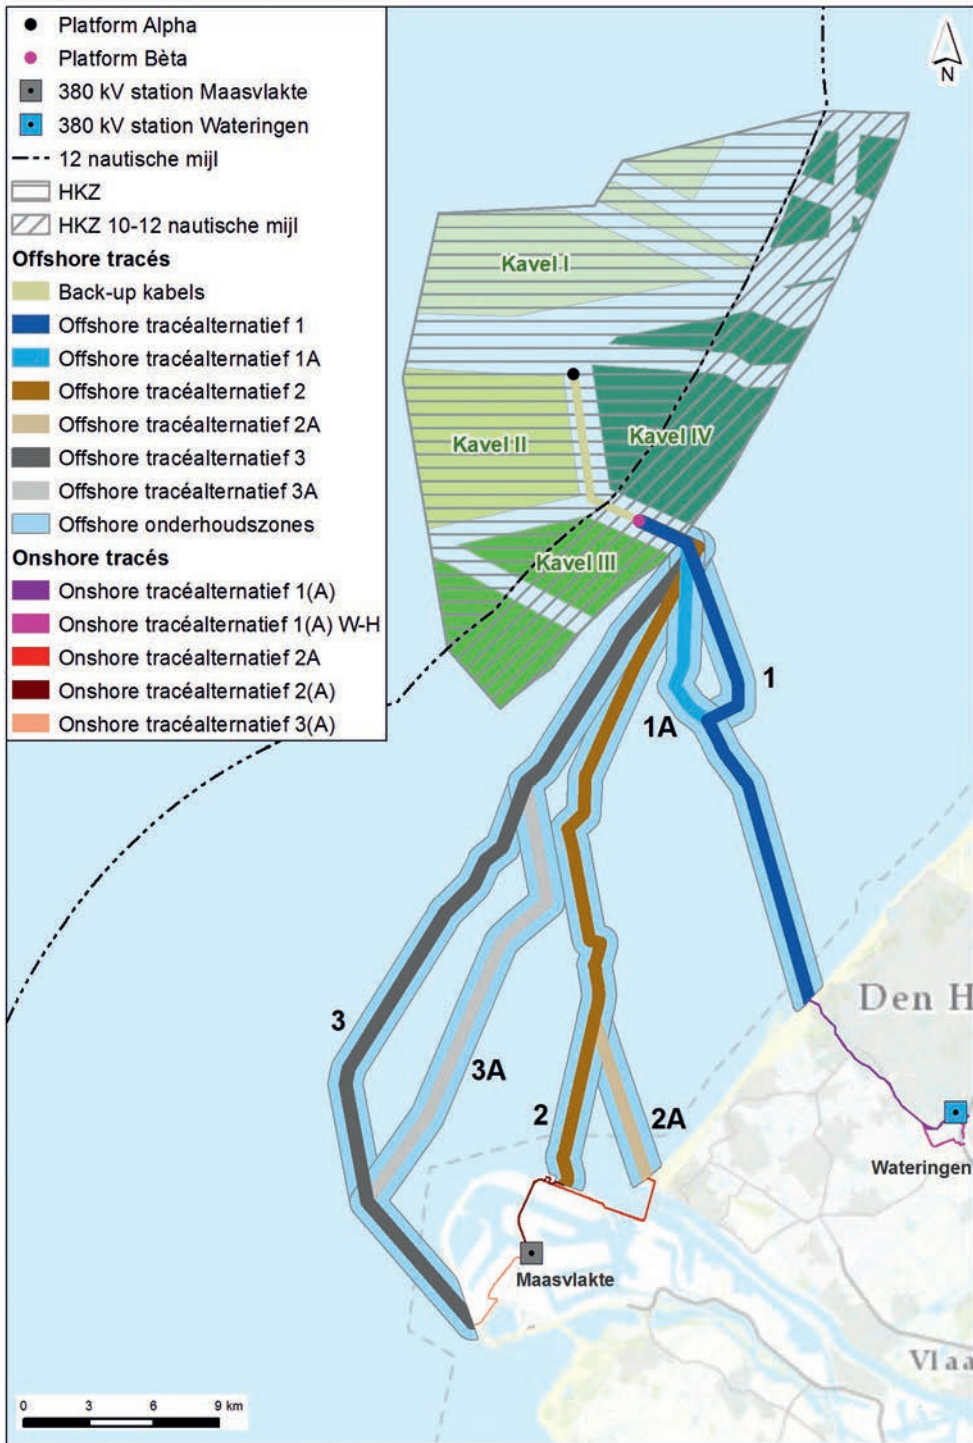 Platform Alpha
Platform Bèta
380 kV station Maasvlakte
380 kV station Wateringen
12 nautische mijl
HKZ
HKZ 10-12 nautische mijl
Offshore tracés
Back-up kabels
Offshore tracéalternatief 1
Offshore tracéalternatief 1A
Offshore tracéalternatief 2
Offshore tracéalternatief 2A
Offshore tracéalternatief 3
Offshore tracéalternatief 3A
Offshore onderhoudszones
Onshore tracés
Onshore tracéalternatief 1(A)
Onshore tracéalternatief 1(A) W-H
Onshore tracéalternatief 2A
Onshore tracéalternatief 2(A)
Onshore tracéalternatief 3(A)
N
Kavel I
Kavel II
Kavel IV
Kavel III
1
1A
Den H
3
3A
2
2A
Wateringen
Maasvlakte
Vlaa
0 3 6 9 km